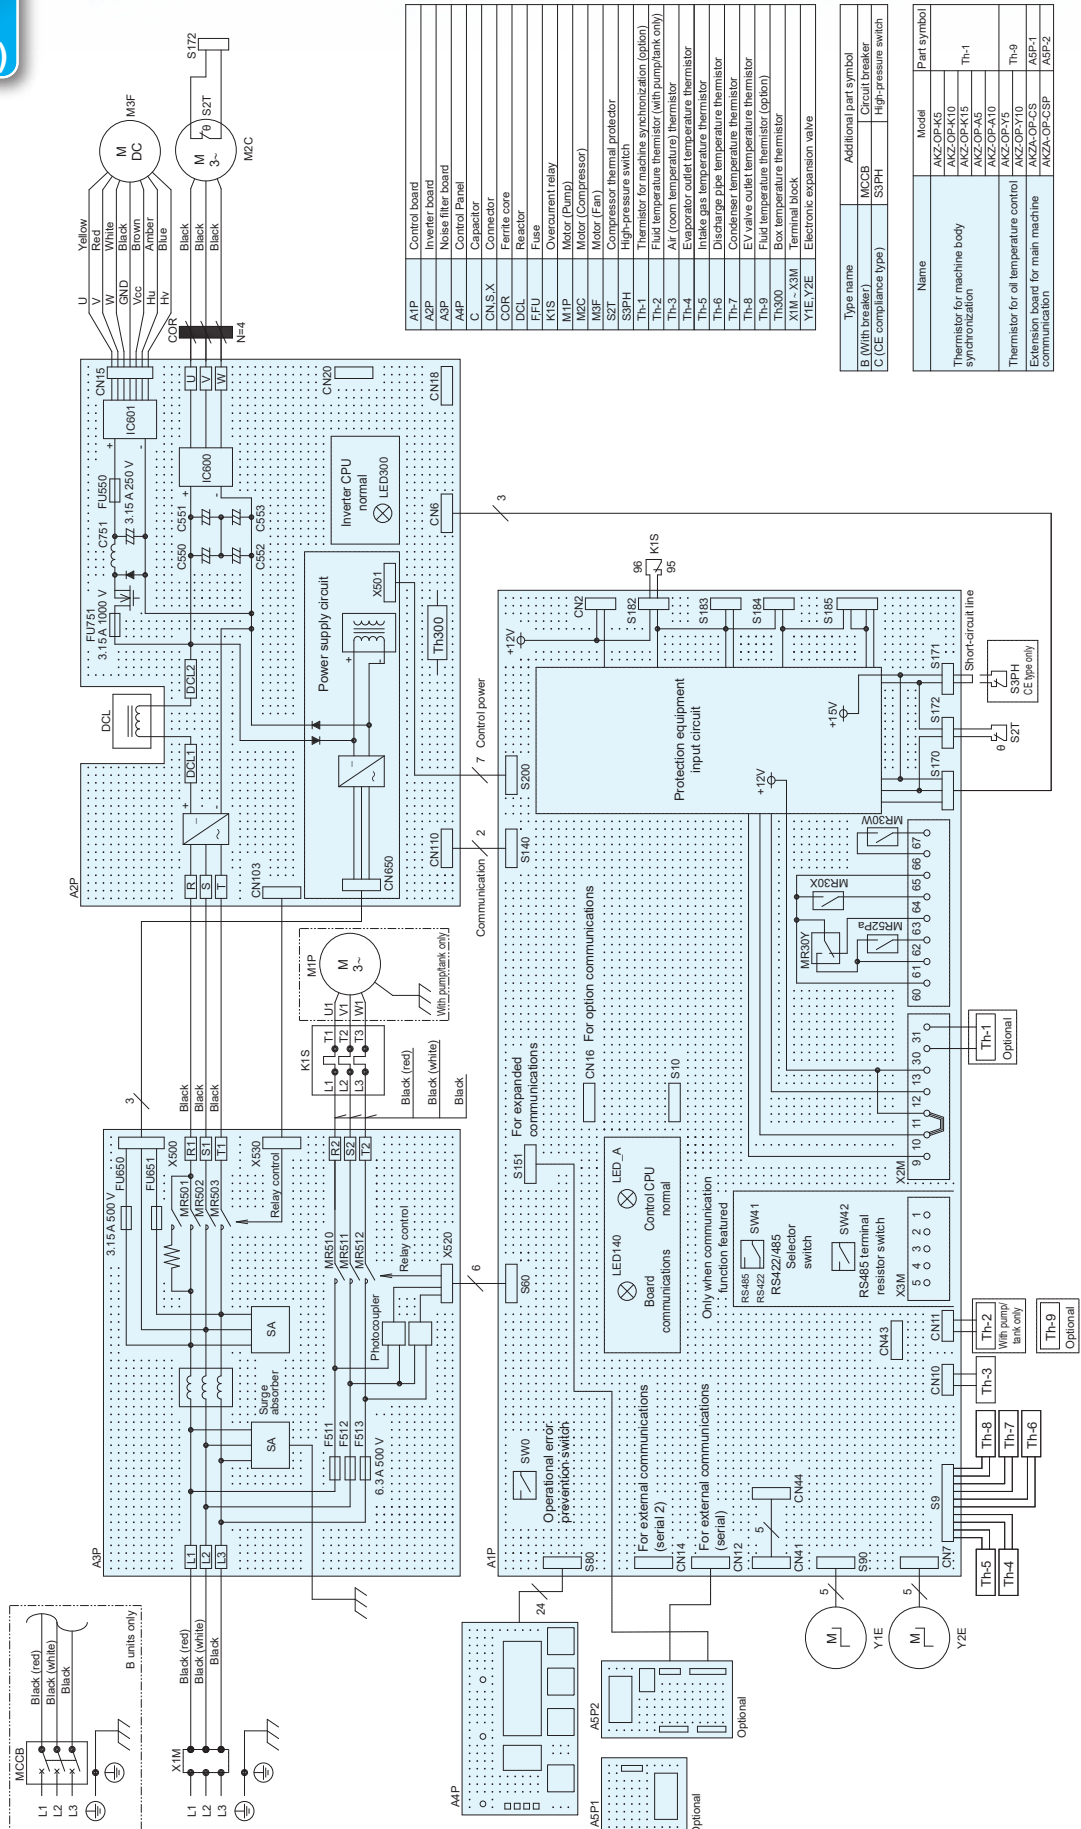 MCCB
L1
L2
L3
Black (red)
Black (white)
Black
B units only
X1M
L1
L2
L3
Black (red)
Black (white)
Black
A3P
L1
L2
L3
SA
Surge
absorber
SA
F511
F512
F513
6.3 A 500 V
Photocoupler
3.15 A 500 V
FU650
FU651
MR501
MR502
MR503
X500
R1
S1
T1
X530
Relay control
MR510
MR511
MR512
R2
S2
T2
Relay control
X520
6
3
Black
Black
Black
K1S
L1
L2
L3
T1
T2
T3
U1
V1
W1
M1P
M
3~
With pump/tank only
Black (red)
Black (white)
Black
A2P
R
S
T
CN103
DCL
DCL1
DCL2
FU751
3.15 A 1000 V
C751
FU550
3.15 A 250 V
IC601
CN15
C550
C551
C552
C553
IC600
U
V
W
CN650
Power supply circuit
X501
Inverter CPU
normal
LED300
CN20
CN18
CN6
Th300
CN110
COR
N=4
U
V
W
GND
Vcc
Hu
Hv
Yellow
Red
White
Black
Brown
Amber
Blue
Black
Black
Black
M
DC
M3F
M
3~
M2C
S2T
θ
S172
Communication
2
7
Control power
3
A1P
S80
SW0
Operational error
prevention switch
For external communications
(serial 2)
CN14
For external communications
(serial)
CN12
CN41
5
CN44
S90
CN7
S60
S151
For expanded
communications
CN16
For option communications
S10
LED140
Board
communications
LED_A
Control CPU
normal
Only when communication
function featured
RS485
RS422
SW41
RS422/485
Selector
switch
SW42
RS485 terminal
resistor switch
X3M
5
4
3
2
1
CN43
CN11
CN10
S9
S140
S200
Protection equipment
input circuit
+12V
+12V
+15V
CN2
S182
S183
S184
S185
96
95
K1S
S171
Short-circuit line
S172
S170
S3PH
CE type only
θ
S2T
X2M
9
10
11
12
13
30
31
Th-1
Optional
60
61
62
63
64
65
66
67
MR30Y
MR52Pa
MR30X
MR30W
Th-2
With pump/
tank only
Th-9
Optional
Th-3
Th-8
Th-7
Th-6
Th-5
Th-4
5
M
Y1E
5
M
Y2E
24
A4P
A5P2
Optional
A5P1
A1P Control board
A2P Inverter board
A3P Noise filter board
A4P Control Panel
C Capacitor
CN,S,X Connector
COR Ferrite core
DCL Reactor
F,FU Fuse
K1S Overcurrent relay
M1P Motor (Pump)
M2C Motor (Compressor)
M3F Motor (Fan)
S2T Compressor thermal protector
S3PH High-pressure switch
Th-1 Thermistor for machine synchronization (option)
Th-2 Fluid temperature thermistor (with pump/tank only)
Th-3 Air (room temperature) thermistor
Th-4 Evaporator outlet temperature thermistor
Th-5 Intake gas temperature thermistor
Th-6 Discharge pipe temperature thermistor
Th-7 Condenser temperature thermistor
Th-8 EV valve outlet temperature thermistor
Th-9 Fluid temperature thermistor (option)
Th300 Box temperature thermistor
X1M ~ X3M Terminal block
Y1E,Y2E Electronic expansion valve
Type name Additional part symbol
B (With breaker) MCCB Circuit breaker
C (CE compliance type) S3PH High-pressure switch
Name Model Part symbol
Thermistor for machine body
synchronization
AKZ-OP-K5
AKZ-OP-K10
AKZ-OP-K15
AKZ-OP-A5
AKZ-OP-A10
Th-1
Thermistor for oil temperature control
AKZ-OP-Y5
AKZ-OP-Y10
Th-9
Extension board for main machine
communication
AKZA-OP-CS A5P-1
AKZA-OP-CSP A5P-2